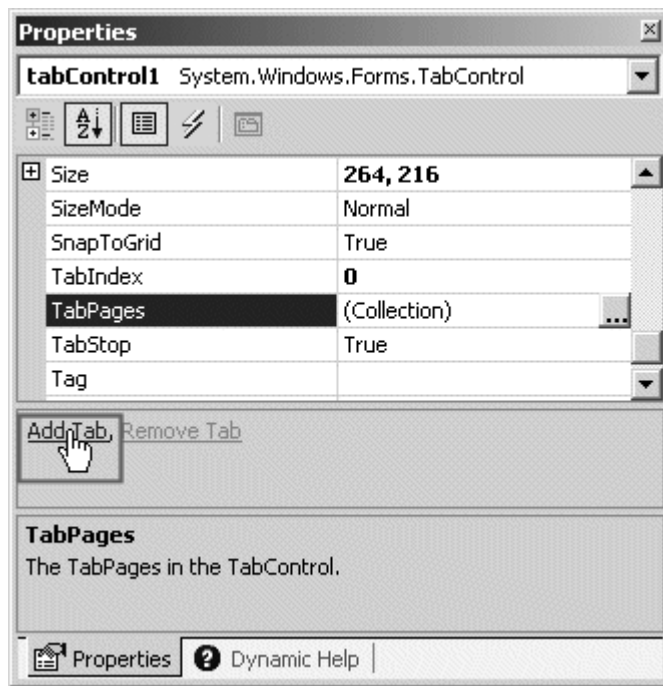 Properties
tabControl1 System.Windows.Forms.TabControl
Size 264, 216
SizeMode Normal
SnapToGrid True
TabIndex 0
TabPages (Collection) ...
TabStop True
Tag
Add Tab, Remove Tab
TabPages
The TabPages in the TabControl.
Properties Dynamic Help